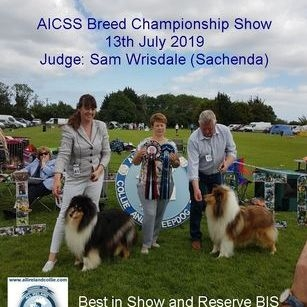 AICSS Breed Championship Show
13th July 2019
Judge: Sam Wrisdale (Sachenda)
COLLIE
SHEEPDOG
www.allirelandcollie.com
Best in Show and Reserve BIS